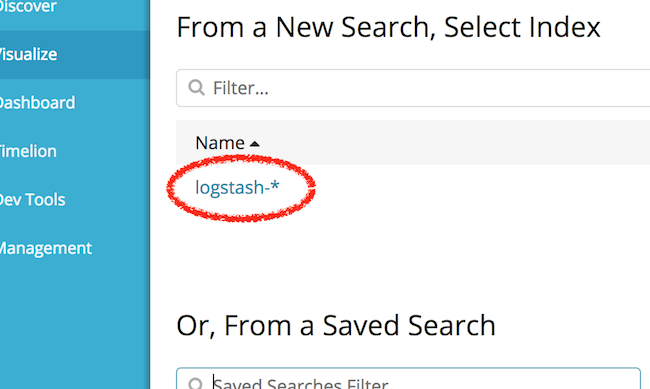 Discover
Visualize
Dashboard
Timelion
Dev Tools
Management
From a New Search, Select Index
Filter...
Name
logstash-*
Or, From a Saved Search
Saved Searches Filter